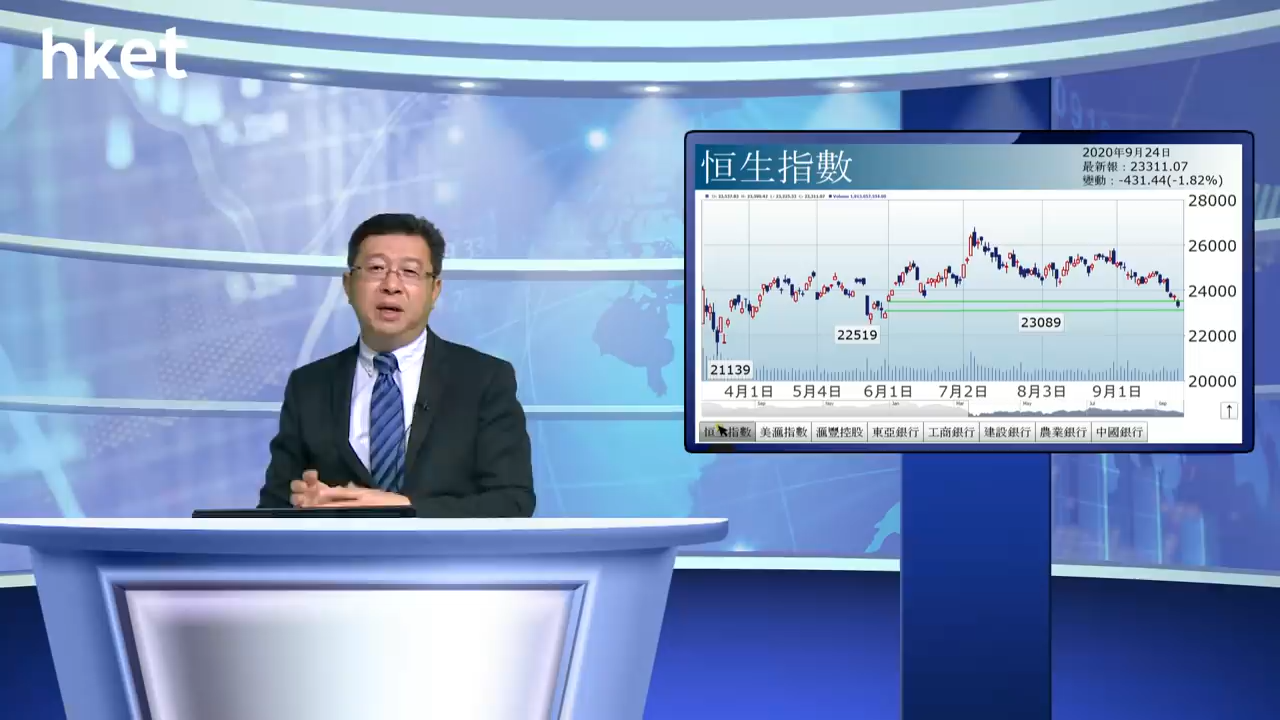 hket
恒生指數
2020年9月24日
最新報：23311.07
變動：-431.44(-1.82%)
28000
26000
24000
22000
20000
22519
23089
21139
4月1日 5月4日 6月1日 7月2日 8月3日 9月1日
恒生指數 美滙指數 滙豐控股 東亞銀行 工商銀行 建設銀行 農業銀行 中國銀行